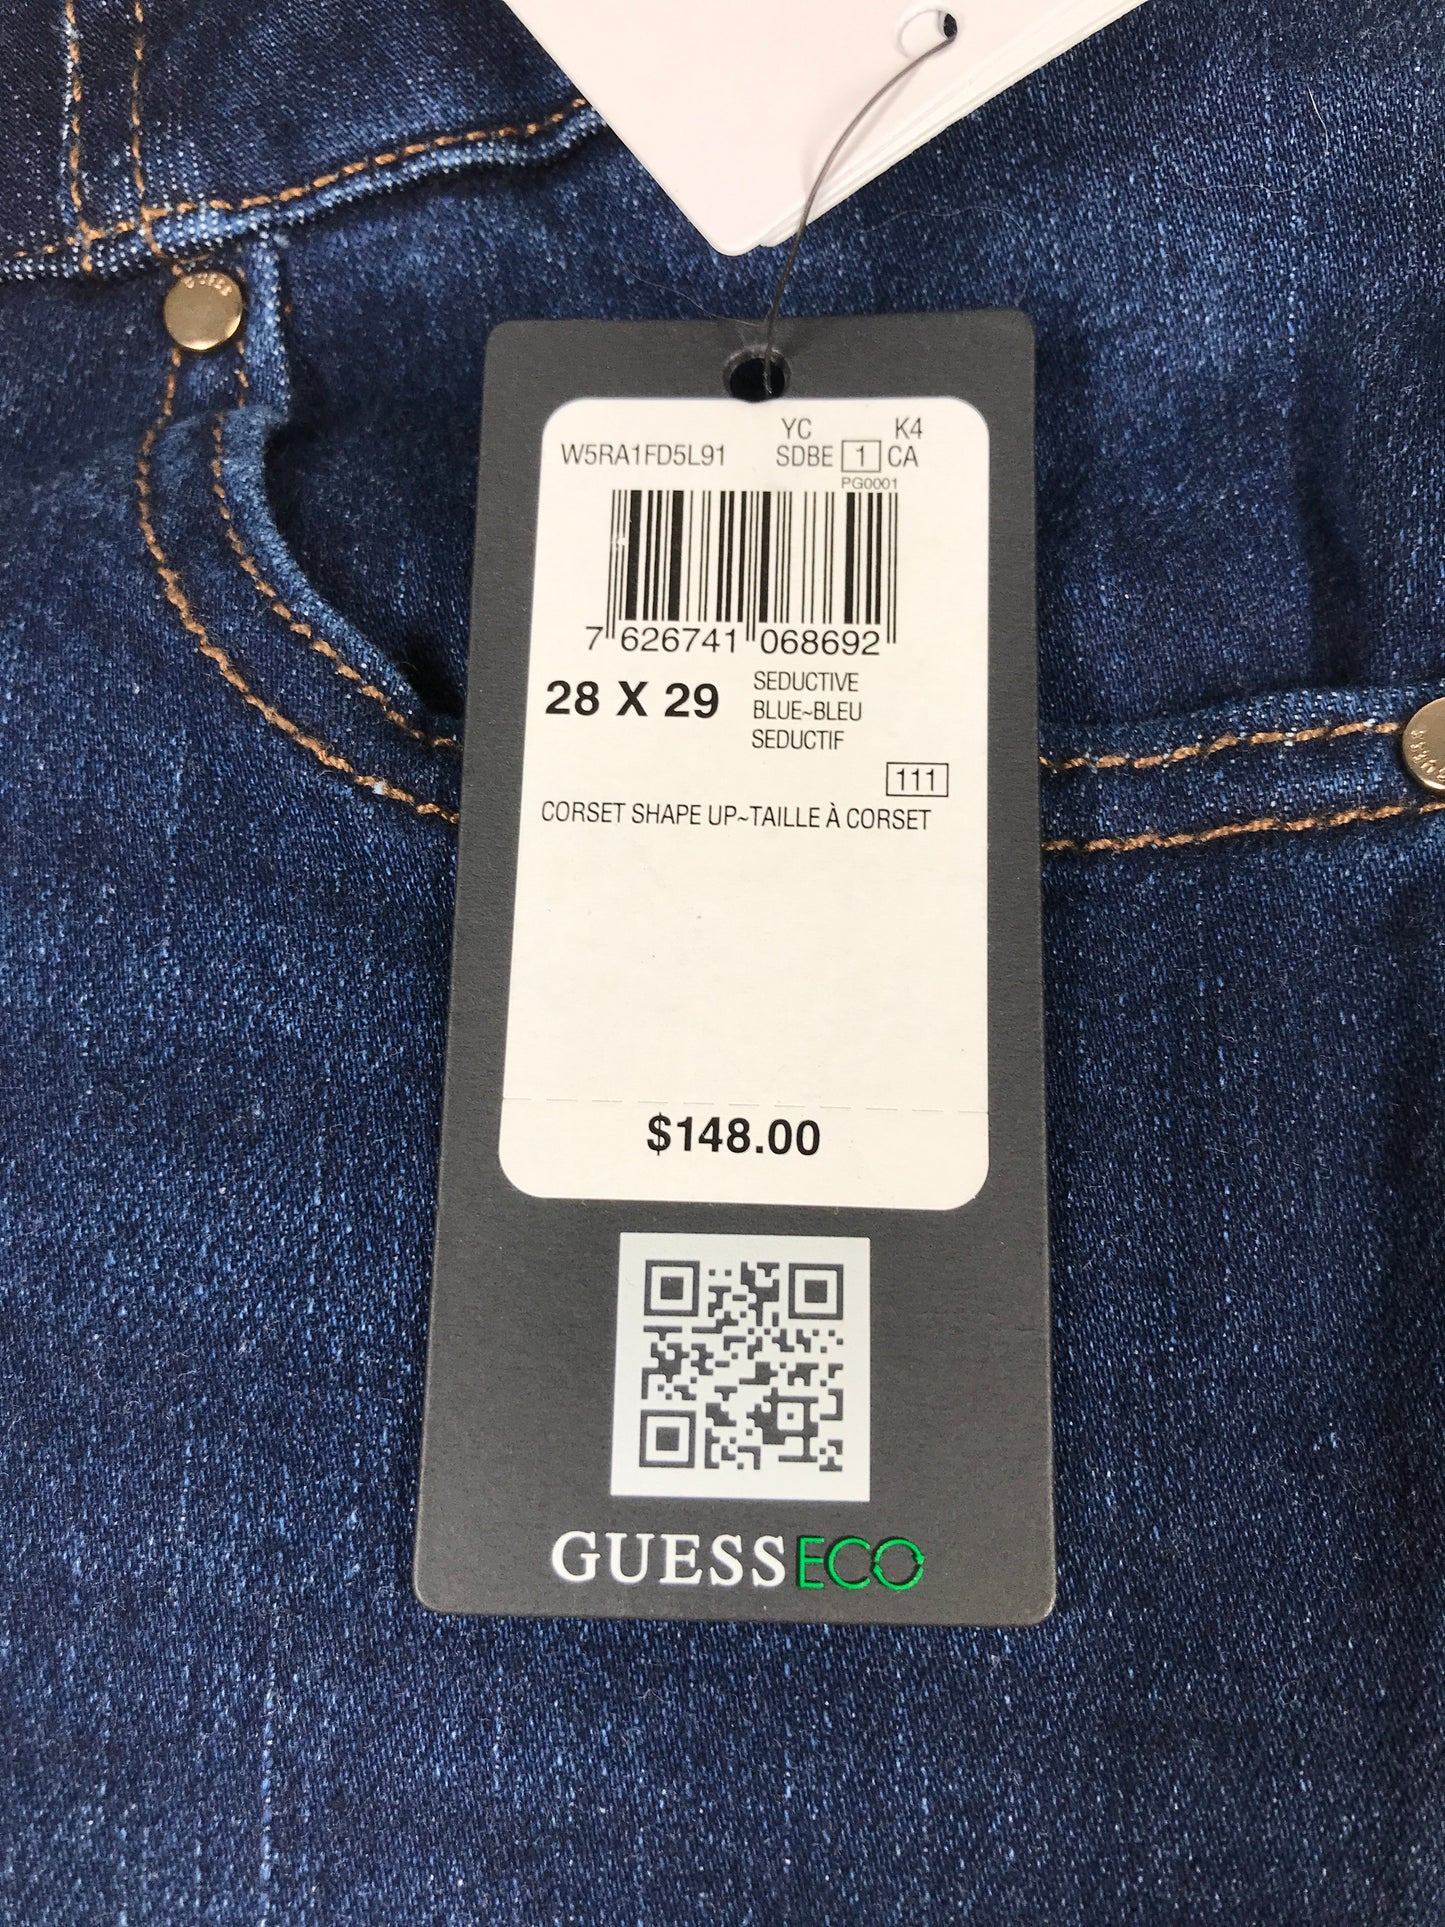 GUESS
YC K4
W5RA1FD5L91 SDBE 1 CA
PG0001
7 626741 068692
28 X 29
SEDUCTIVE
BLUE~BLEU
SEDUCTIF
111
CORSET SHAPE UP~TAILLE À CORSET
$148.00
GUESSECO